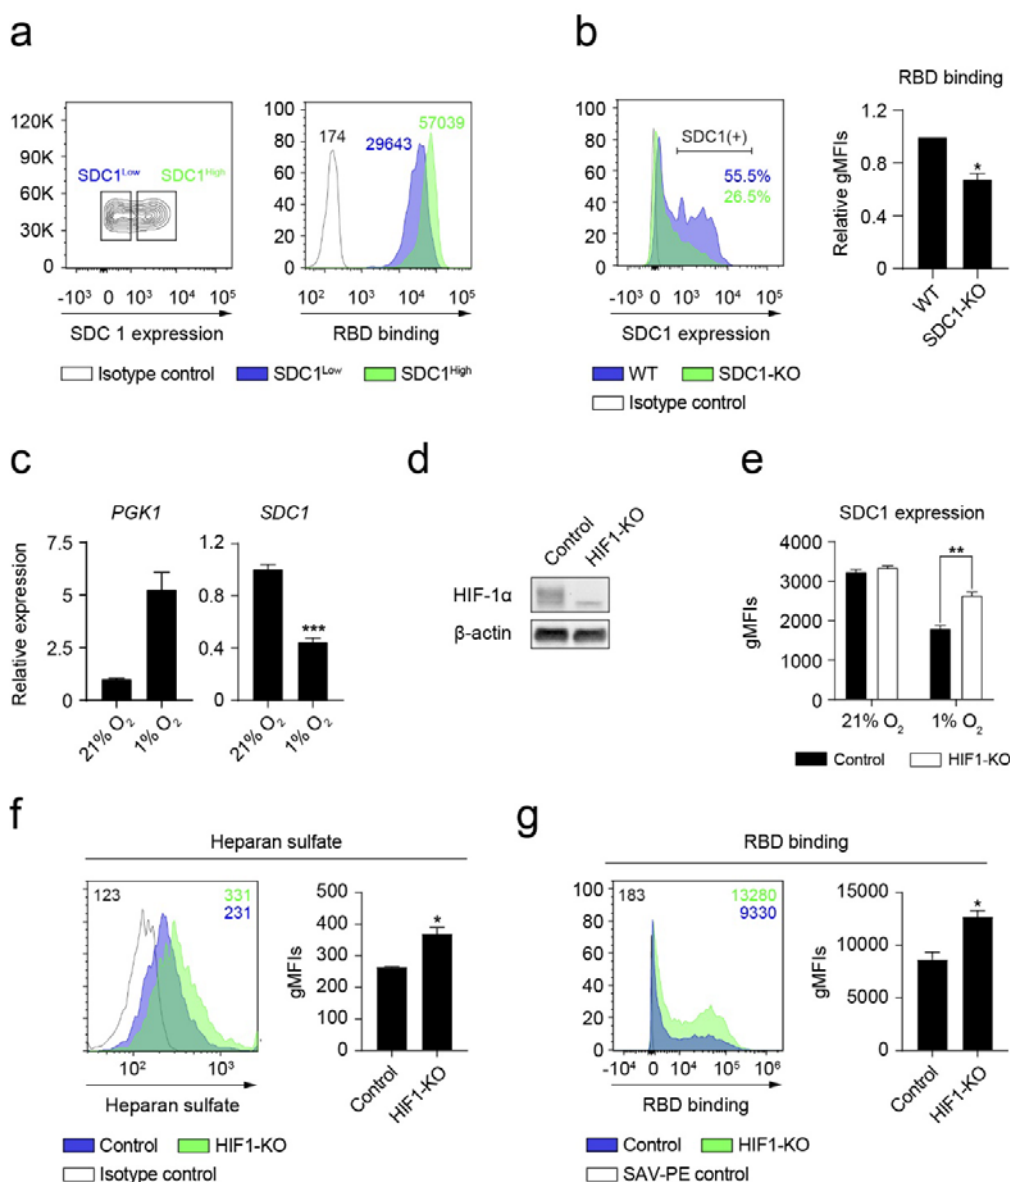 a
120K
90K
60K
30K
0
SDC1Low
SDC1High
-10³ 0 10³ 10⁴ 10⁵
SDC 1 expression
100
80
60
40
20
0
174
29643
57039
10² 10³ 10⁴ 10⁵
RBD binding
Isotype control
SDC1Low
SDC1High
b
100
80
60
40
20
0
SDC1(+)
55.5%
26.5%
0 10³ 10⁴ 10⁵
SDC1 expression
WT
SDC1-KO
Isotype control
RBD binding
Relative gMFIs
1.2
0.8
0.4
0
*
WT
SDC1-KO
c
PGK1
Relative expression
7.5
5.0
2.5
0
21% O₂
1% O₂
SDC1
1.2
0.8
0.4
0
***
21% O₂
1% O₂
d
Control
HIF1-KO
HIF-1α
β-actin
e
SDC1 expression
gMFIs
4000
3000
2000
1000
0
**
21% O₂
1% O₂
Control
HIF1-KO
f
Heparan sulfate
123
331
231
10² 10³
Heparan sulfate
Control
HIF1-KO
Isotype control
gMFIs
500
400
300
200
100
0
*
Control
HIF1-KO
g
RBD binding
100
80
60
40
20
0
183
13280
9330
-10⁴ 0 10⁴ 10⁵ 10⁶
RBD binding
Control
HIF1-KO
SAV-PE control
gMFIs
15000
10000
5000
0
*
Control
HIF1-KO